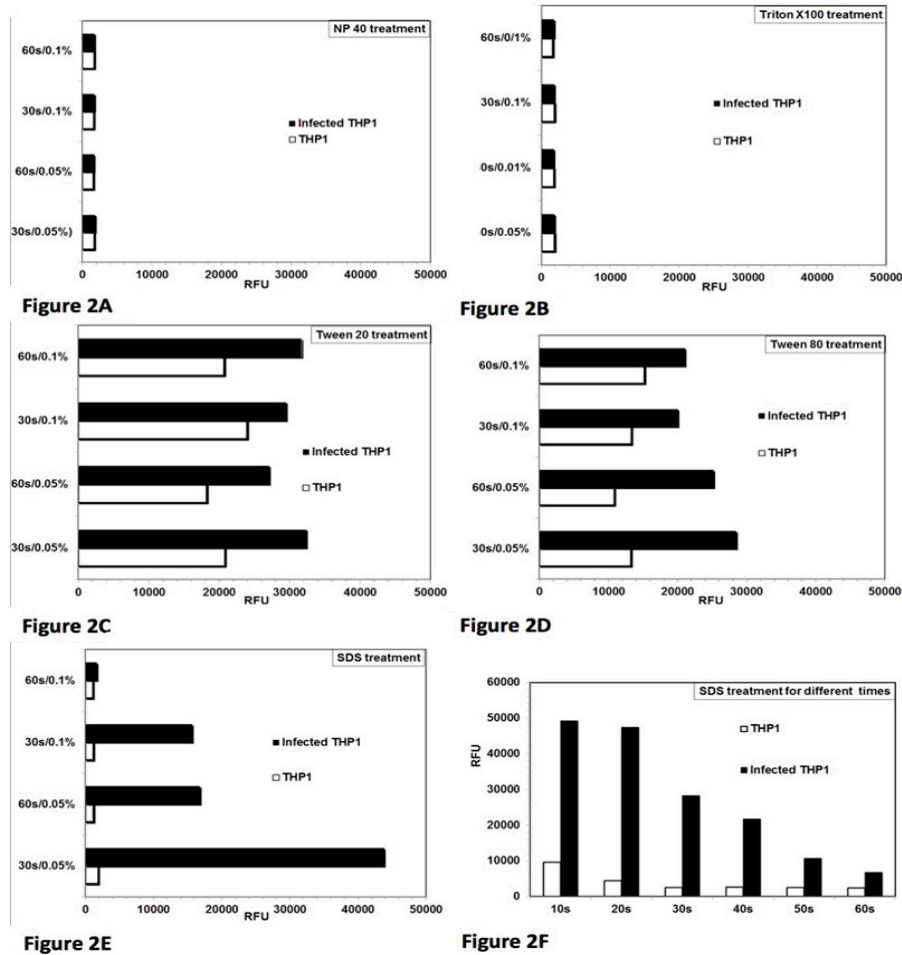 NP 40 treatment
60s/0.1%
30s/0.1%
60s/0.05%
30s/0.05%)
Infected THP1
THP1
0 10000 20000 30000 40000 50000
RFU
Figure 2A
Triton X100 treatment
60s/0/1%
30s/0.1%
0s/0.01%
0s/0.05%
Infected THP1
THP1
0 10000 20000 30000 40000 50000
RFU
Figure 2B
Tween 20 treatment
60s/0.1%
30s/0.1%
60s/0.05%
30s/0.05%
Infected THP1
THP1
0 10000 20000 30000 40000 50000
RFU
Figure 2C
Tween 80 treatment
60s/0.1%
30s/0.1%
60s/0.05%
30s/0.05%
Infected THP1
THP1
0 10000 20000 30000 40000 50000
RFU
Figure 2D
SDS treatment
60s/0.1%
30s/0.1%
60s/0.05%
30s/0.05%
Infected THP1
THP1
0 10000 20000 30000 40000 50000
RFU
Figure 2E
SDS treatment for different times
60000
50000
40000
30000
20000
10000
0
RFU
THP1
Infected THP1
10s 20s 30s 40s 50s 60s
Figure 2F